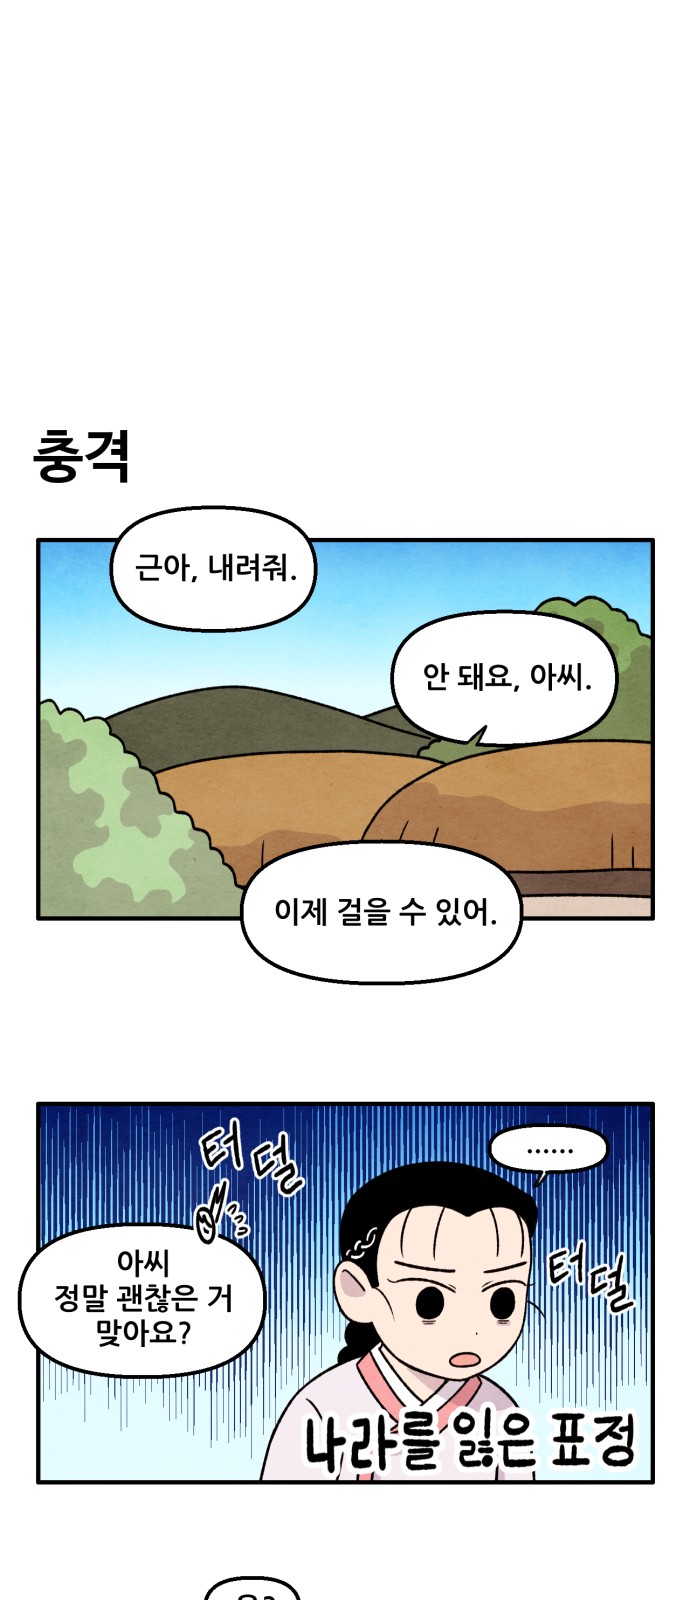 충격
근아, 내려줘.
안 돼요, 아씨.
이제 걸을 수 있어.
터덜
......
아씨
정말 괜찮은 거
맞아요?
터덜
나라를 잃은 표정